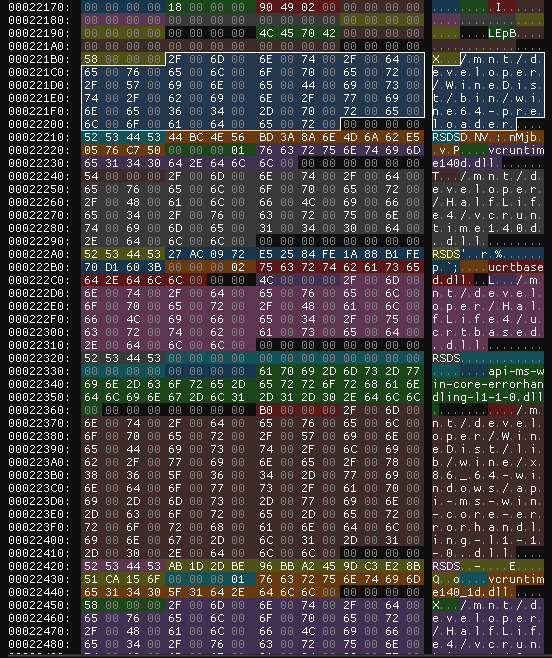 00022170: 00 00 00 00 18 00 00 00 90 49 02 00 00 00 00 00 .........I......
00022180: 00 00 00 00 00 00 00 00 00 00 00 00 00 00 00 00 ................
00022190: 00 00 00 00 00 00 00 00 4C 45 70 42 00 00 00 00 ........LEpB....
000221A0: 00 00 00 00 00 00 00 00 00 00 00 00 00 00 00 00 ................
000221B0: 58 00 00 00 2F 00 6D 00 6E 00 74 00 2F 00 64 00 X.../.m.n.t./.d.
000221C0: 65 00 76 00 65 00 6C 00 6F 00 70 00 65 00 72 00 e.v.e.l.o.p.e.r.
000221D0: 2F 00 57 00 69 00 6E 00 65 00 44 00 69 00 73 00 /.W.i.n.e.D.i.s.
000221E0: 74 00 2F 00 62 00 69 00 6E 00 2F 00 77 00 69 00 t./.b.i.n./.w.i.
000221F0: 6E 00 65 00 36 00 34 00 2D 00 70 00 72 00 65 00 n.e.6.4.-.p.r.e.
00022200: 6C 00 6F 00 61 00 64 00 65 00 72 00 00 00 00 00 l.o.a.d.e.r.....
00022210: 52 53 44 53 44 BC 4E 56 BD 3A 8A 6E 4D 6A 62 E5 RSDSD.NV.:.nMjb.
00022220: 05 76 C7 50 00 00 00 01 76 63 72 75 6E 74 69 6D .v.P....vcruntim
00022230: 65 31 34 30 64 2E 64 6C 6C 00 00 00 00 00 00 00 e140d.dll.......
00022240: 54 00 00 00 2F 00 6D 00 6E 00 74 00 2F 00 64 00 T.../.m.n.t./.d.
00022250: 65 00 76 00 65 00 6C 00 6F 00 70 00 65 00 72 00 e.v.e.l.o.p.e.r.
00022260: 2F 00 48 00 61 00 6C 00 66 00 4C 00 69 00 66 00 /.H.a.l.f.L.i.f.
00022270: 65 00 34 00 2F 00 76 00 63 00 72 00 75 00 6E 00 e.4./.v.c.r.u.n.
00022280: 74 00 69 00 6D 00 65 00 31 00 34 00 30 00 64 00 t.i.m.e.1.4.0.d.
00022290: 2E 00 64 00 6C 00 6C 00 00 00 00 00 00 00 00 00 ..d.l.l.........
000222A0: 52 53 44 53 27 AC 09 72 E5 25 84 FE 1A 88 B1 FE RSDS'..r.%......
000222B0: 70 D1 60 3B 00 00 00 02 75 63 72 74 62 61 73 65 p.`;....ucrtbase
000222C0: 64 2E 64 6C 6C 00 00 00 4C 00 00 00 2F 00 6D 00 d.dll...L.../.m.
000222D0: 6E 00 74 00 2F 00 64 00 65 00 76 00 65 00 6C 00 n.t./.d.e.v.e.l.
000222E0: 6F 00 70 00 65 00 72 00 2F 00 48 00 61 00 6C 00 o.p.e.r./.H.a.l.
000222F0: 66 00 4C 00 69 00 66 00 65 00 34 00 2F 00 75 00 f.L.i.f.e.4./.u.
00022300: 63 00 72 00 74 00 62 00 61 00 73 00 65 00 64 00 c.r.t.b.a.s.e.d.
00022310: 2E 00 64 00 6C 00 6C 00 00 00 00 00 00 00 00 00 ..d.l.l.........
00022320: 52 53 44 53 00 00 00 00 00 00 00 00 00 00 00 00 RSDS............
00022330: 00 00 00 00 00 00 00 00 61 70 69 2D 6D 73 2D 77 ........api-ms-w
00022340: 69 6E 2D 63 6F 72 65 2D 65 72 72 6F 72 68 61 6E in-core-errorhan
00022350: 64 6C 69 6E 67 2D 6C 31 2D 31 2D 30 2E 64 6C 6C dling-l1-1-0.dll
00022360: 00 00 00 00 00 00 00 00 B0 00 00 00 2F 00 6D 00 ............/.m.
00022370: 6E 00 74 00 2F 00 64 00 65 00 76 00 65 00 6C 00 n.t./.d.e.v.e.l.
00022380: 6F 00 70 00 65 00 72 00 2F 00 57 00 69 00 6E 00 o.p.e.r./.W.i.n.
00022390: 65 00 44 00 69 00 73 00 74 00 2F 00 6C 00 69 00 e.D.i.s.t./.l.i.
000223A0: 62 00 2F 00 77 00 69 00 6E 00 65 00 2F 00 78 00 b./.w.i.n.e./.x.
000223B0: 38 00 36 00 5F 00 36 00 34 00 2D 00 77 00 69 00 8.6._.6.4.-.w.i.
000223C0: 6E 00 64 00 6F 00 77 00 73 00 2F 00 61 00 70 00 n.d.o.w.s./.a.p.
000223D0: 69 00 2D 00 6D 00 73 00 2D 00 77 00 69 00 6E 00 i.-.m.s.-.w.i.n.
000223E0: 2D 00 63 00 6F 00 72 00 65 00 2D 00 65 00 72 00 -.c.o.r.e.-.e.r.
000223F0: 72 00 6F 00 72 00 68 00 61 00 6E 00 64 00 6C 00 r.o.r.h.a.n.d.l.
00022400: 69 00 6E 00 67 00 2D 00 6C 00 31 00 2D 00 31 00 i.n.g.-.l.1.-.1.
00022410: 2D 00 30 00 2E 00 64 00 6C 00 6C 00 00 00 00 00 -.0...d.l.l.....
00022420: 52 53 44 53 AB 1D 2D BE 96 BB A2 45 9D C3 E2 8B RSDS..-....E....
00022430: 51 CA 15 6F 00 00 00 01 76 63 72 75 6E 74 69 6D Q..o....vcruntim
00022440: 65 31 34 30 5F 31 64 2E 64 6C 6C 00 00 00 00 00 e140_1d.dll.....
00022450: 58 00 00 00 2F 00 6D 00 6E 00 74 00 2F 00 64 00 X.../.m.n.t./.d.
00022460: 65 00 76 00 65 00 6C 00 6F 00 70 00 65 00 72 00 e.v.e.l.o.p.e.r.
00022470: 2F 00 48 00 61 00 6C 00 66 00 4C 00 69 00 66 00 /.H.a.l.f.L.i.f.
00022480: 65 00 34 00 2F 00 76 00 63 00 72 00 75 00 6E 00 e.4./.v.c.r.u.n.